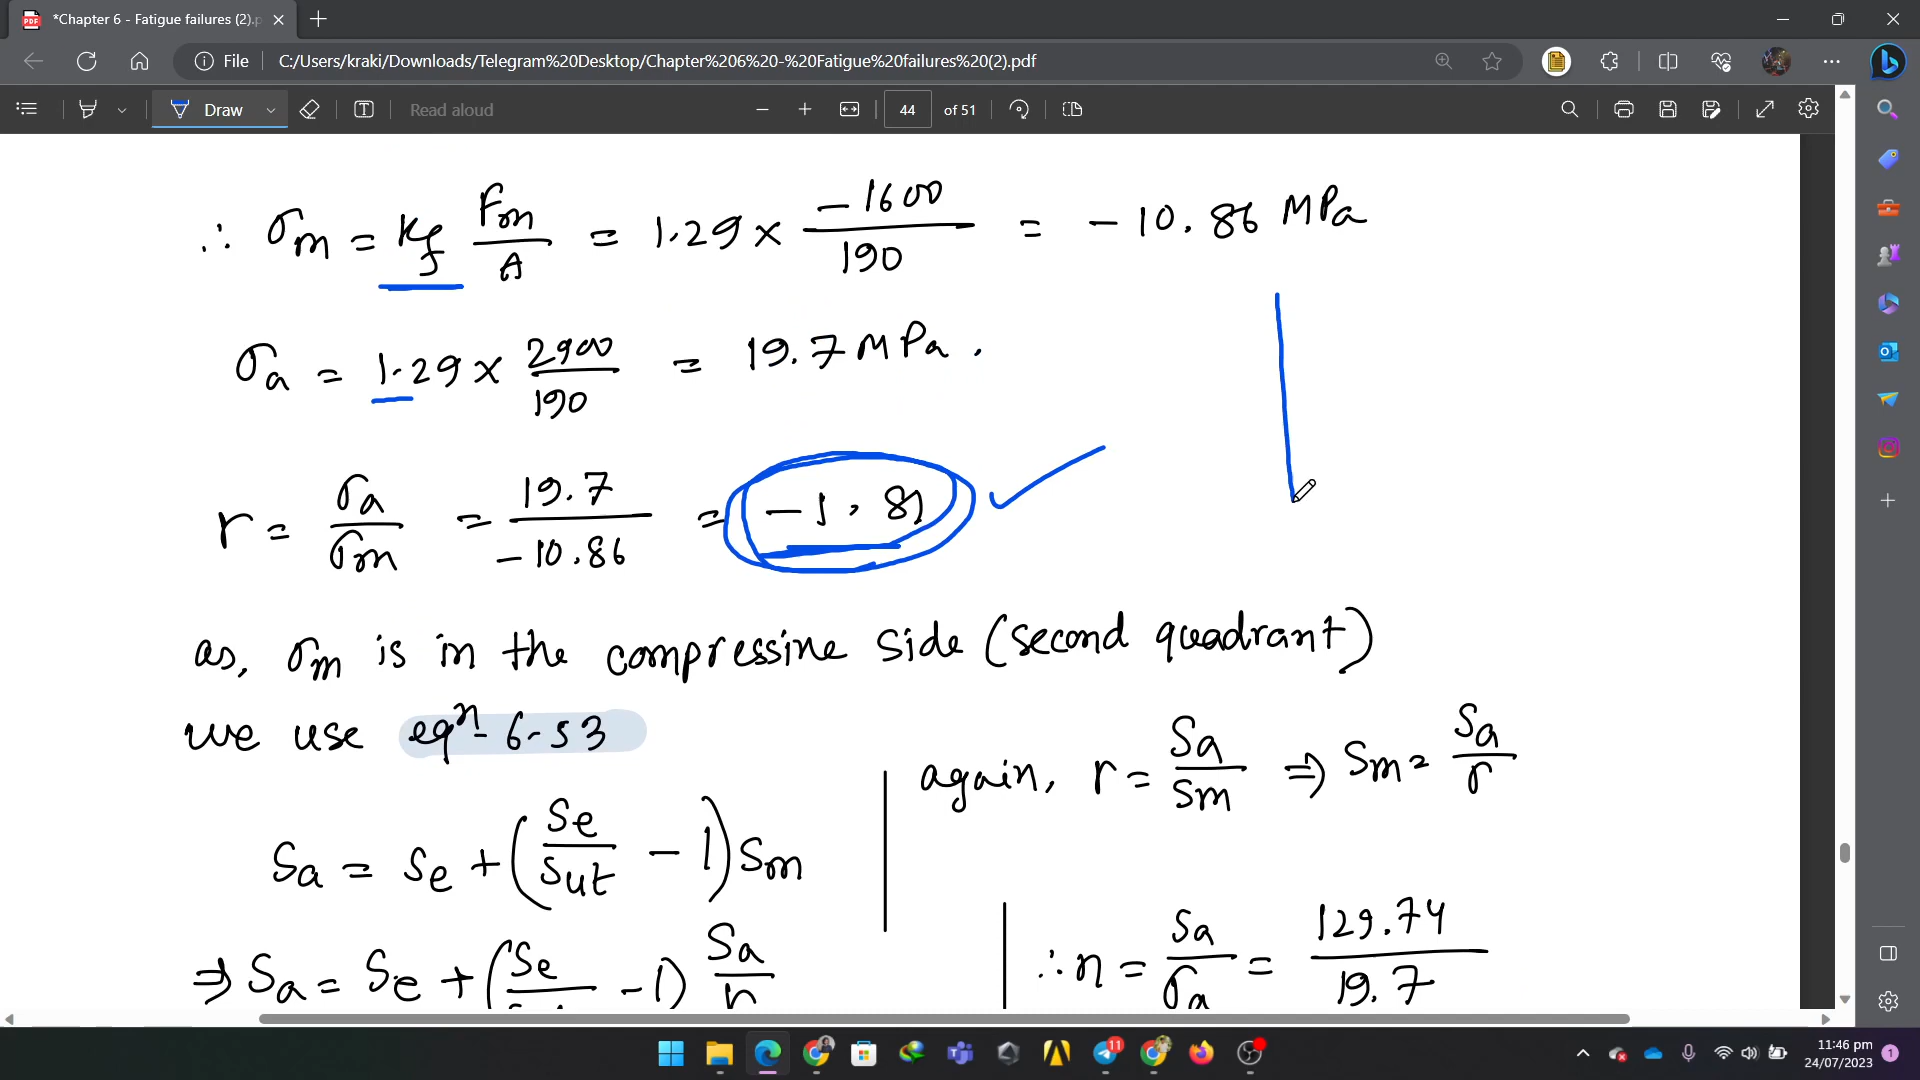 *Chapter 6 - Fatigue failures (2).p
File
C:/Users/kraki/Downloads/Telegram%20Desktop/Chapter%206%20-%20Fatigue%20failures%20(2).pdf
Draw
Read aloud
44 of 51
∴ σm = Kf Fm/A = 1.29 × -1600/190 = -10.86 MPa
σa = 1.29 × 2900/190 = 19.7 MPa.
r = σa/σm = 19.7/-10.86 = -1.81
as, σm is in the compressive side (second quadrant)
we use eqn- 6-53
again, r = Sa/Sm ⇒ Sm = Sa/r
Sa = Se + (Se/Sut - 1) Sm
∴ n = Sa/σa = 129.74/19.7
⇒ Sa = Se + (Se/ - 1) Sa/r
11
11:46 pm
24/07/2023
1